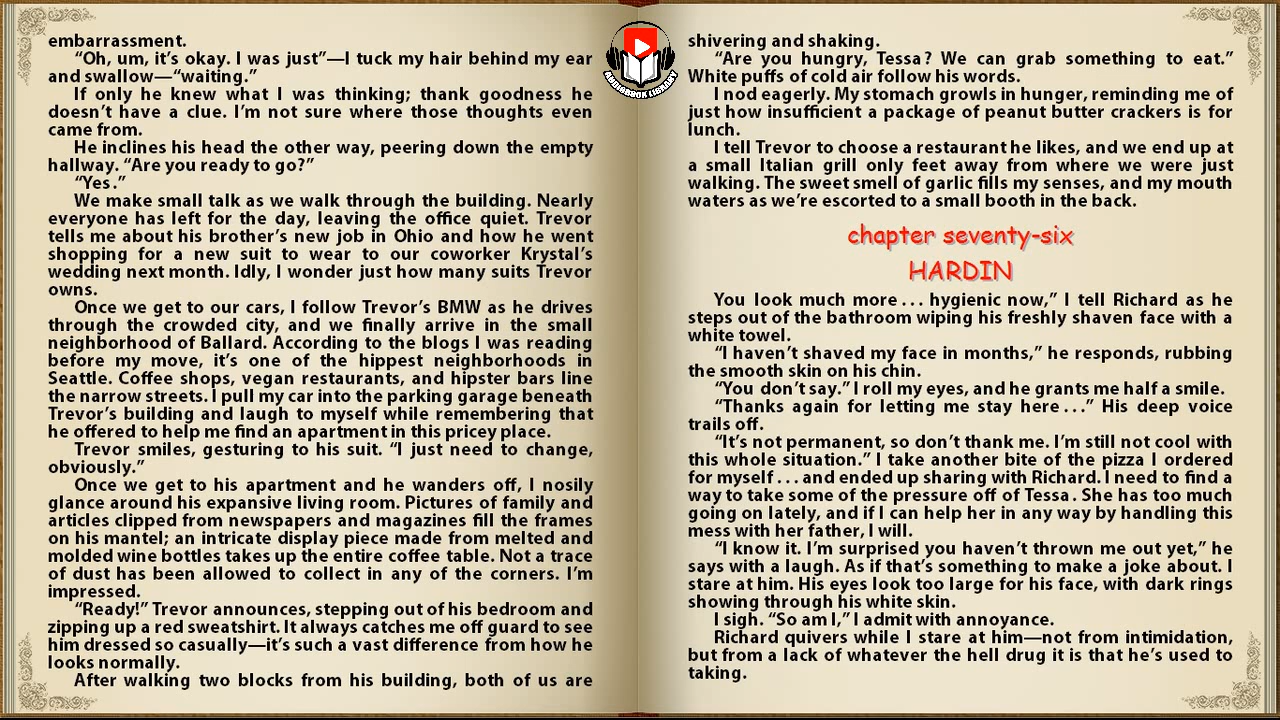 embarrassment.
“Oh, um, it’s okay. I was just”—I tuck my hair behind my ear
and swallow—“waiting.”
If only he knew what I was thinking; thank goodness he
doesn’t have a clue. I’m not sure where those thoughts even
came from.
He inclines his head the other way, peering down the empty
hallway. “Are you ready to go?”
“Yes.”
We make small talk as we walk through the building. Nearly
everyone has left for the day, leaving the office quiet. Trevor
tells me about his brother’s new job in Ohio and how he went
shopping for a new suit to wear to our coworker Krystal’s
wedding next month. Idly, I wonder just how many suits Trevor
owns.
Once we get to our cars, I follow Trevor’s BMW as he drives
through the crowded city, and we finally arrive in the small
neighborhood of Ballard. According to the blogs I was reading
before my move, it’s one of the hippest neighborhoods in
Seattle. Coffee shops, vegan restaurants, and hipster bars line
the narrow streets. I pull my car into the parking garage beneath
Trevor’s building and laugh to myself while remembering that
he offered to help me find an apartment in this pricey place.
Trevor smiles, gesturing to his suit. “I just need to change,
obviously.”
Once we get to his apartment and he wanders off, I nosily
glance around his expansive living room. Pictures of family and
articles clipped from newspapers and magazines fill the frames
on his mantel; an intricate display piece made from melted and
molded wine bottles takes up the entire coffee table. Not a trace
of dust has been allowed to collect in any of the corners. I’m
impressed.
“Ready!” Trevor announces, stepping out of his bedroom and
zipping up a red sweatshirt. It always catches me off guard to see
him dressed so casually—it’s such a vast difference from how he
looks normally.
After walking two blocks from his building, both of us are
AUDIOBOOK LIBRARY
shivering and shaking.
“Are you hungry, Tessa? We can grab something to eat.”
White puffs of cold air follow his words.
I nod eagerly. My stomach growls in hunger, reminding me of
just how insufficient a package of peanut butter crackers is for
lunch.
I tell Trevor to choose a restaurant he likes, and we end up at
a small Italian grill only feet away from where we were just
walking. The sweet smell of garlic fills my senses, and my mouth
waters as we’re escorted to a small booth in the back.
chapter seventy-six
HARDIN
You look much more . . . hygienic now,” I tell Richard as he
steps out of the bathroom wiping his freshly shaven face with a
white towel.
“I haven’t shaved my face in months,” he responds, rubbing
the smooth skin on his chin.
“You don’t say.” I roll my eyes, and he grants me half a smile.
“Thanks again for letting me stay here . . .” His deep voice
trails off.
“It’s not permanent, so don’t thank me. I’m still not cool with
this whole situation.” I take another bite of the pizza I ordered
for myself . . . and ended up sharing with Richard. I need to find a
way to take some of the pressure off of Tessa. She has too much
going on lately, and if I can help her in any way by handling this
mess with her father, I will.
“I know it. I’m surprised you haven’t thrown me out yet,” he
says with a laugh. As if that’s something to make a joke about. I
stare at him. His eyes look too large for his face, with dark rings
showing through his white skin.
I sigh. “So am I,” I admit with annoyance.
Richard quivers while I stare at him—not from intimidation,
but from a lack of whatever the hell drug it is that he’s used to
taking.